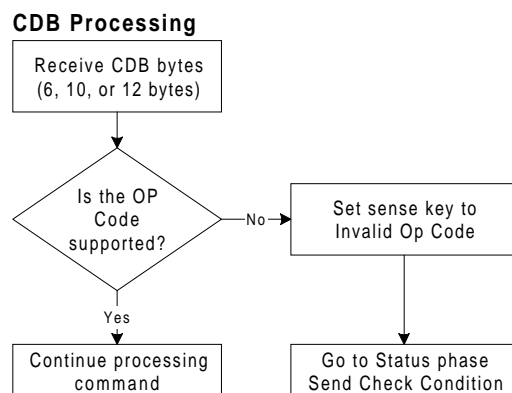 CDB Processing
Receive CDB bytes
(6, 10, or 12 bytes)
Is the OP
Code
supported?
No
Set sense key to
Invalid Op Code
Yes
Continue processing
command
Go to Status phase
Send Check Condition